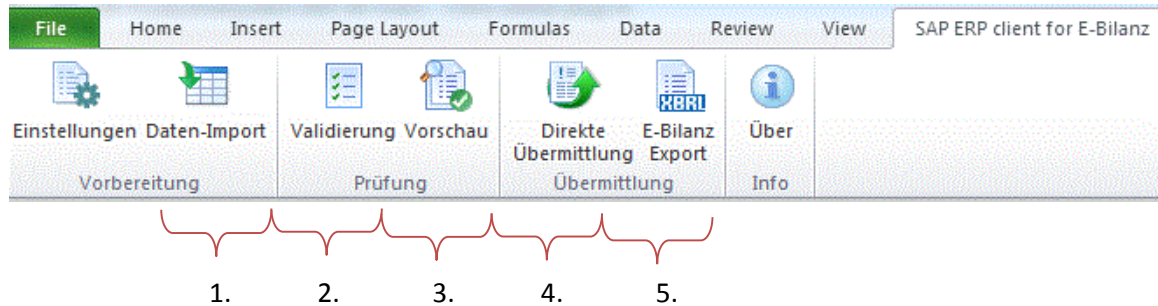 File Home Insert Page Layout Formulas Data Review View SAP ERP client for E-Bilanz
XBRL
Einstellungen Daten-Import Validierung Vorschau Direkte E-Bilanz Über
Übermittlung Export
Vorbereitung Prüfung Übermittlung Info
1. 2. 3. 4. 5.